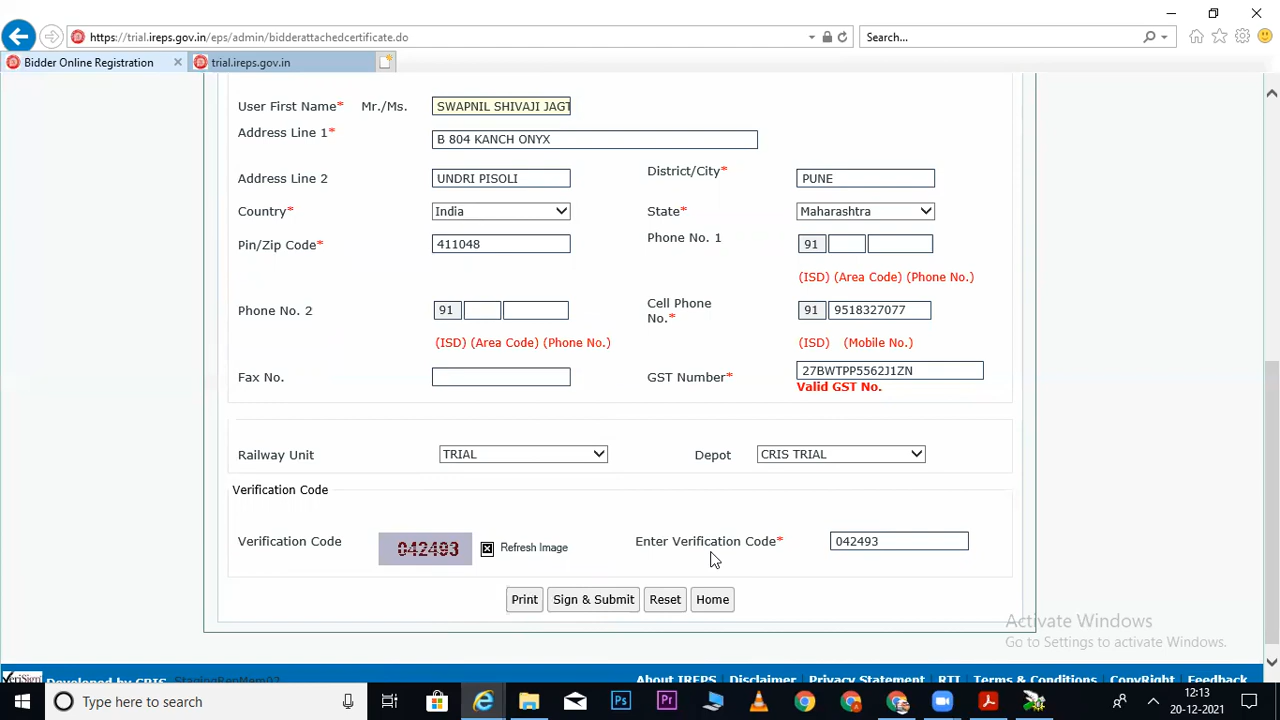 https://trial.ireps.gov.in/eps/admin/bidderattachedcertificate.do
Search...
Bidder Online Registration
trial.ireps.gov.in
User First Name* Mr./Ms. SWAPNIL SHIVAJI JAGT
Address Line 1* B 804 KANCH ONYX
Address Line 2 UNDRI PISOLI District/City* PUNE
Country* India State* Maharashtra
Pin/Zip Code* 411048 Phone No. 1 91
(ISD) (Area Code) (Phone No.)
Phone No. 2 91 Cell Phone No.* 91 9518327077
(ISD) (Area Code) (Phone No.) (ISD) (Mobile No.)
Fax No. GST Number* 27BWTPP5562J1ZN
Valid GST No.
Railway Unit TRIAL Depot CRIS TRIAL
Verification Code
Verification Code 042493 Refresh Image Enter Verification Code* 042493
Print Sign & Submit Reset Home
Activate Windows
Go to Settings to activate Windows.
Developed by CRIS StagingRepMem02 About IREPS Disclaimer Privacy Statement RTI Terms & Conditions CopyRight Feedback
Type here to search
12:13
20-12-2021